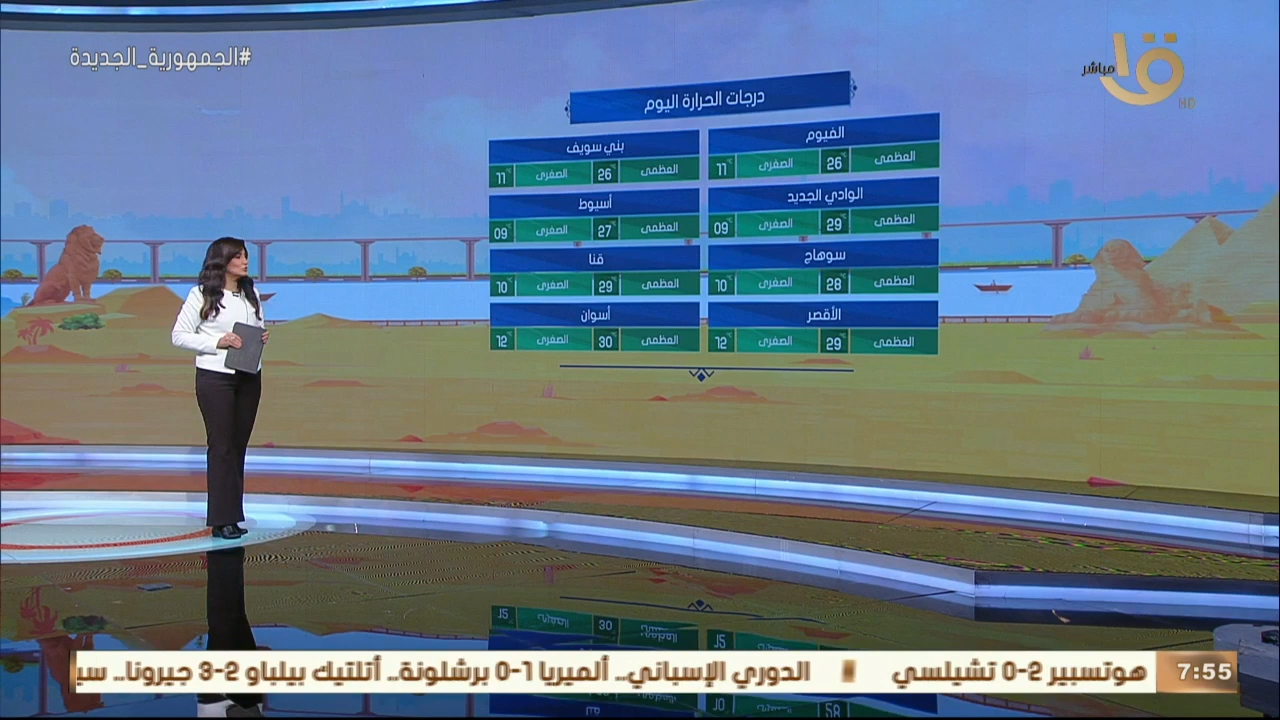 #الجمهورية_الجديدة
مباشر
HD
درجات الحرارة اليوم
الفيوم
العظمى 26°C الصغرى 11°C
بني سويف
العظمى 26°C الصغرى 11°C
الوادي الجديد
العظمى 29°C الصغرى 09°C
أسيوط
العظمى 27°C الصغرى 09°C
سوهاج
العظمى 28°C الصغرى 10°C
قنا
العظمى 29°C الصغرى 10°C
الأقصر
العظمى 29°C الصغرى 12°C
أسوان
العظمى 30°C الصغرى 12°C
7:55
هوتسبير 2-0 تشيلسي الدوري الإسباني.. ألميريا 1-0 برشلونة.. أتلتيك بيلباو 2-3 جيرونا.. سي